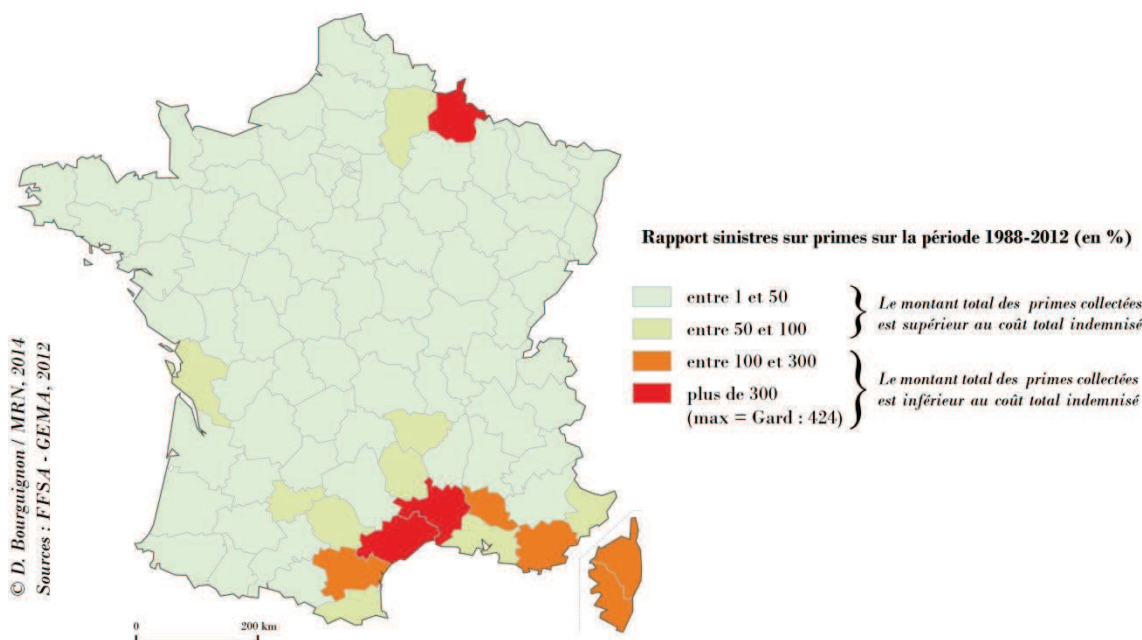 Rapport sinistres sur primes sur la période 1988-2012 (en %)
entre 1 et 50
entre 50 et 100
Le montant total des primes collectées
est supérieur au coût total indemnisé
entre 100 et 300
plus de 300
(max = Gard : 424)
Le montant total des primes collectées
est inférieur au coût total indemnisé
© D. Bourguignon / MRN, 2014
Sources : FFSA - GEMA, 2012
0 200 km